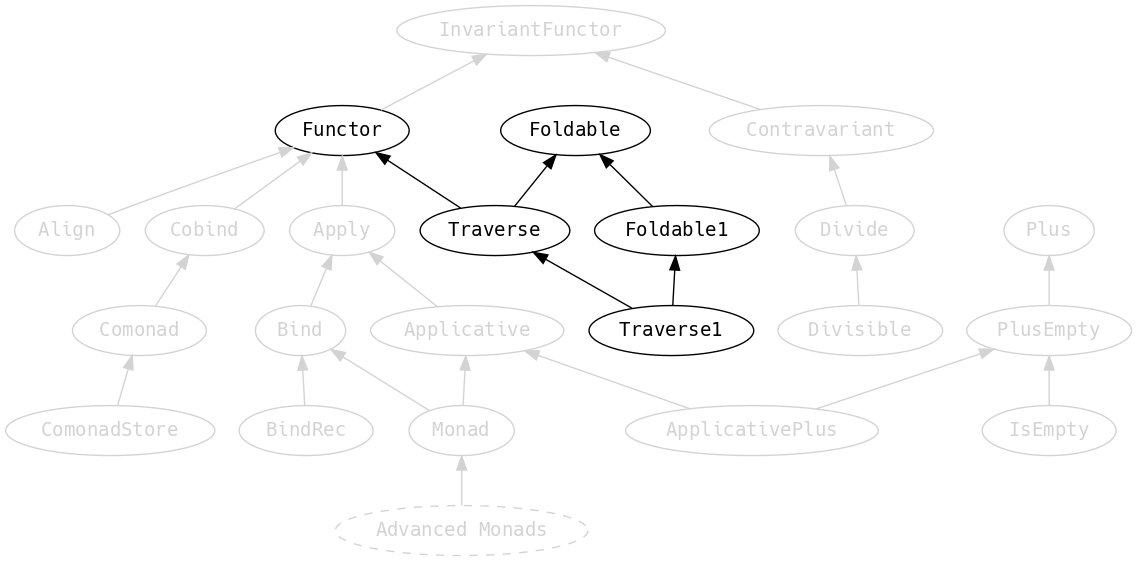 InvariantFunctor
Functor
Foldable
Contravariant
Align
Cobind
Apply
Traverse
Foldable1
Divide
Plus
Comonad
Bind
Applicative
Traverse1
Divisible
PlusEmpty
ComonadStore
BindRec
Monad
ApplicativePlus
IsEmpty
Advanced Monads